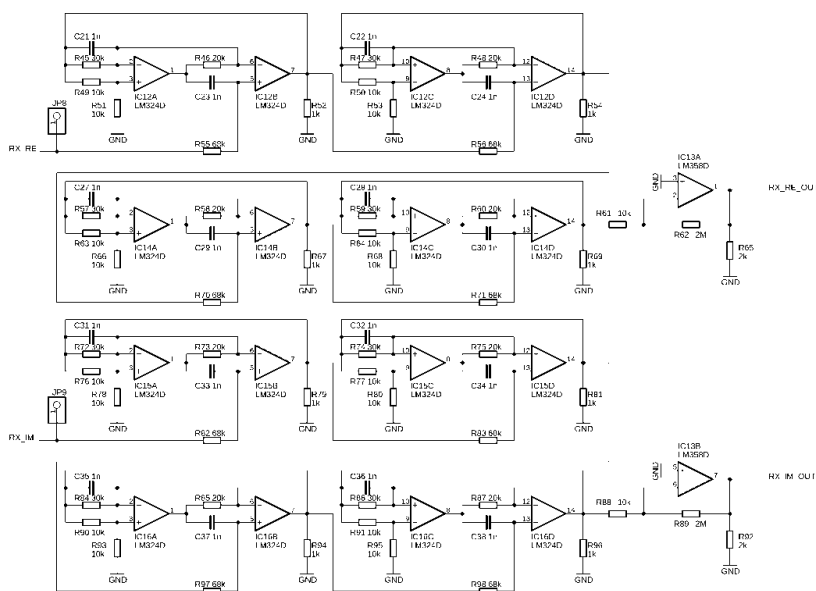 C21 1n
C22 1n
R45 30k
R46 20k
R47 30k
R48 20k
R49 10k
IC12A
LM324D
C23 1n
IC12B
LM324D
R50 10k
IC12C
LM324D
C24 1n
IC12D
LM324D
JP8
R51
10k
R52
1k
R53
10k
R54
1k
GND
GND
GND
GND
RX_RE
R55 68k
R56 68k
IC13A
LM358D
GND
RX_RE_OU
C27 1n
C28 1n
R57 30k
R58 20k
R59 30k
R60 20k
R61 10k
R62 2M
R63 10k
IC14A
LM324D
C29 1n
IC14B
LM324D
R64 10k
IC14C
LM324D
C30 1n
IC14D
LM324D
R65
2k
R66
10k
R67
1k
R68
10k
R69
1k
GND
GND
GND
GND
GND
R70 68k
R71 68k
C31 1n
C32 1n
R72 30k
R73 20k
R74 30k
R75 20k
R76 10k
IC15A
LM324D
C33 1n
IC15B
LM324D
R77 10k
IC15C
LM324D
C34 1n
IC15D
LM324D
JP9
R78
10k
R79
1k
R80
10k
R81
1k
GND
GND
GND
GND
RX_IM
R82 68k
R83 68k
IC13B
LM358D
GND
RX_IM_OUT
C35 1n
C36 1n
R84 30k
R85 20k
R86 30k
R87 20k
R88 10k
R89 2M
R90 10k
IC16A
LM324D
C37 1n
IC16B
LM324D
R91 10k
IC16C
LM324D
C38 1n
IC16D
LM324D
R92
2k
R93
10k
R94
1k
R95
10k
R96
1k
GND
GND
GND
GND
GND
R97 68k
R98 68k